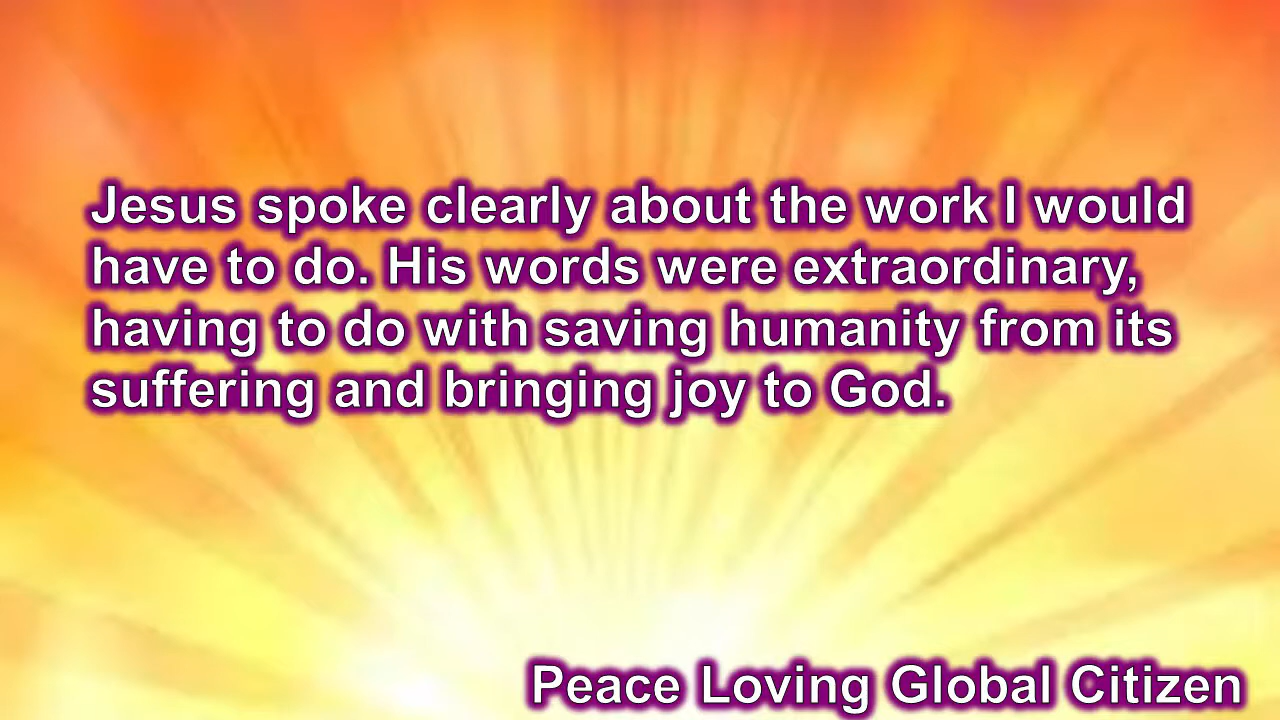 Jesus spoke clearly about the work I would
have to do. His words were extraordinary,
having to do with saving humanity from its
suffering and bringing joy to God.
Peace Loving Global Citizen